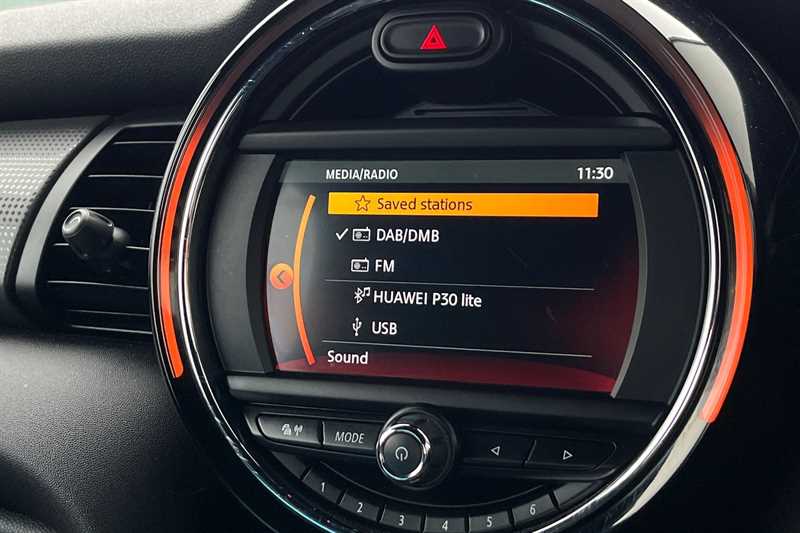 MEDIA/RADIO 11:30
Saved stations
DAB/DMB
FM
HUAWEI P30 lite
USB
Sound
MODE
1 2 3 4 5 6